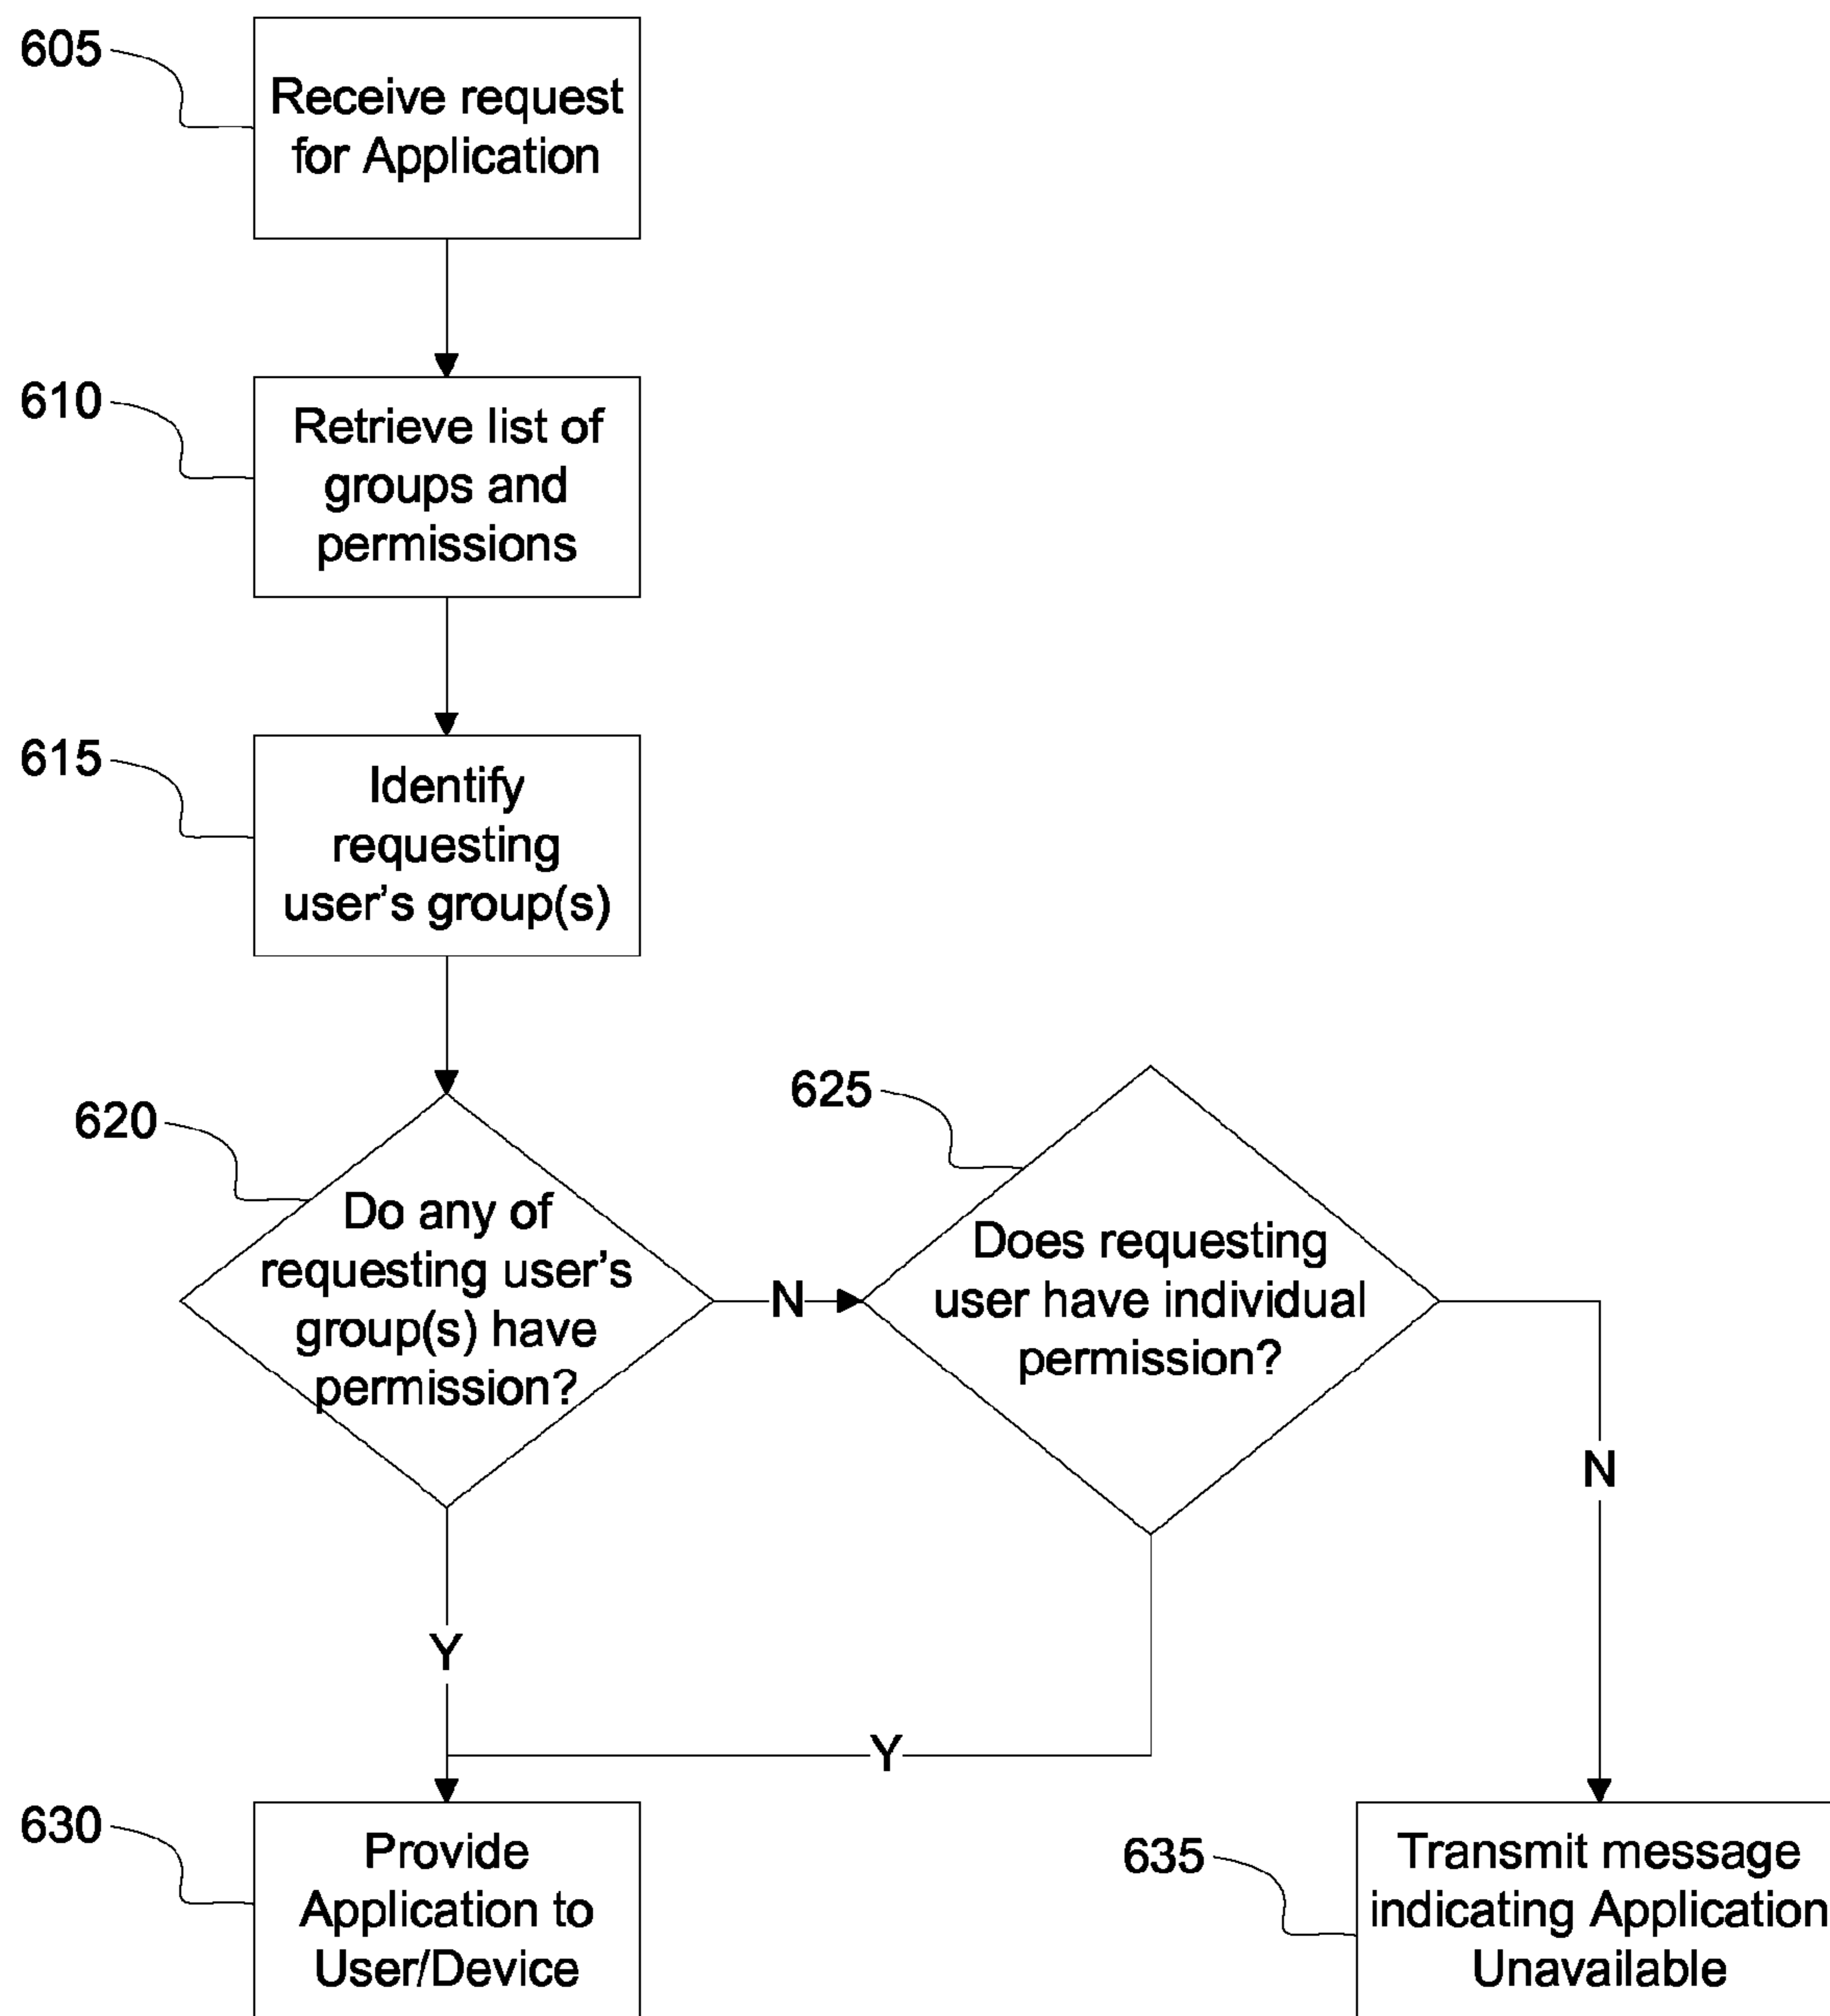 605
Receive request
for Application
610
Retrieve list of
groups and
permissions
615
Identify
requesting
user's group(s)
620
Do any of
requesting user's
group(s) have
permission?
N
625
Does requesting
user have individual
permission?
N
Y
Y
630
Provide
Application to
User/Device
635
Transmit message
indicating Application
Unavailable